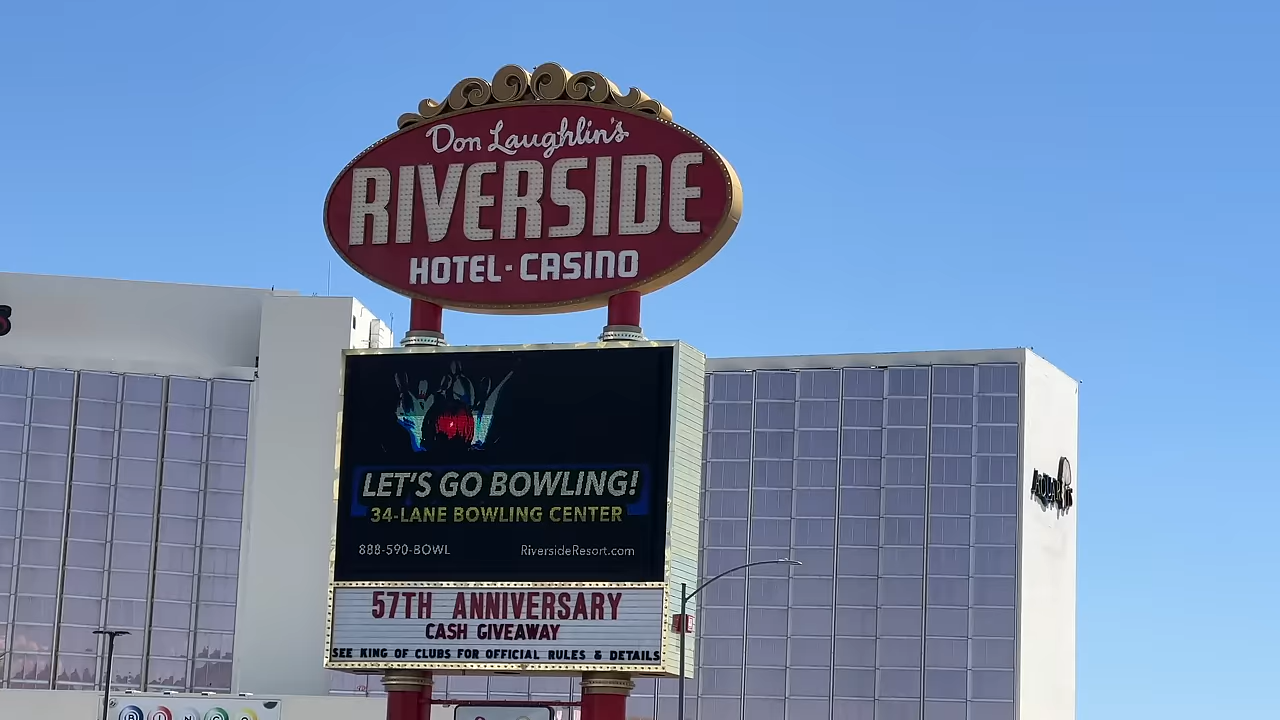 Don Laughlin's
RIVERSIDE
HOTEL·CASINO
LET'S GO BOWLING!
34-LANE BOWLING CENTER
888-590-BOWL RiversideResort.com
57TH ANNIVERSARY
CASH GIVEAWAY
SEE KING OF CLUBS FOR OFFICIAL RULES & DETAILS
BINGO